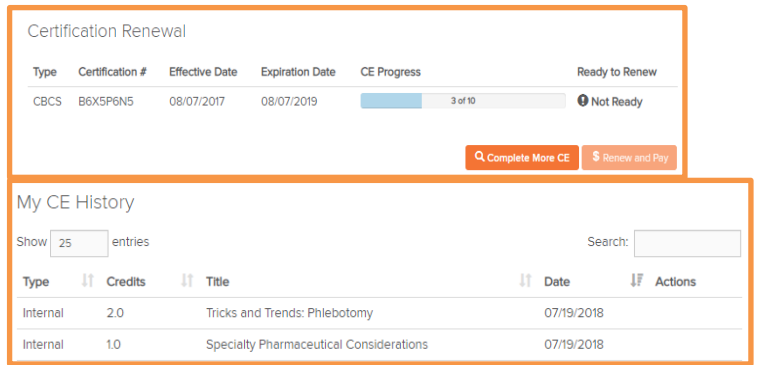 Certification Renewal
Type Certification # Effective Date Expiration Date CE Progress Ready to Renew
CBCS B6X5P6N5 08/07/2017 08/07/2019 3 of 10 Not Ready
Complete More CE $ Renew and Pay
My CE History
Show 25 entries Search:
Type Credits Title Date Actions
Internal 2.0 Tricks and Trends: Phlebotomy 07/19/2018
Internal 1.0 Specialty Pharmaceutical Considerations 07/19/2018